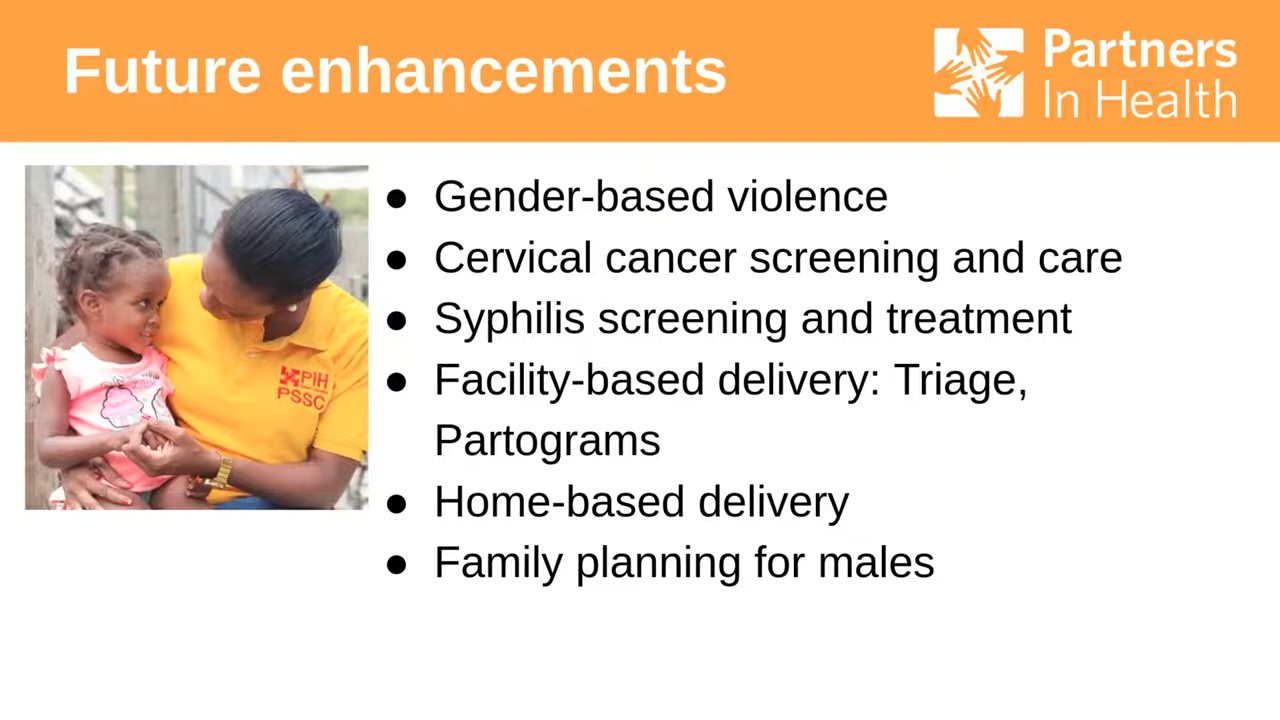 Future enhancements
Partners
In Health
● Gender-based violence
● Cervical cancer screening and care
● Syphilis screening and treatment
● Facility-based delivery: Triage,
Partograms
● Home-based delivery
● Family planning for males
PIH
PSSC